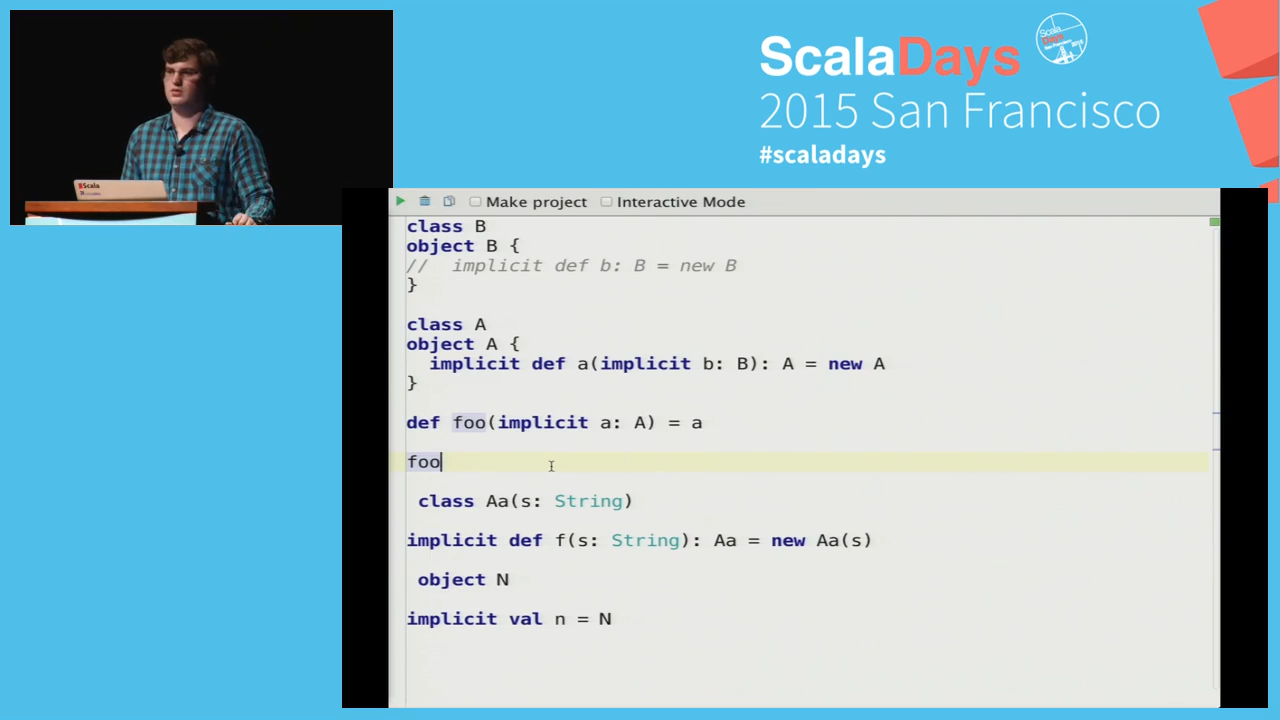 ScalaDays
2015 San Francisco
#scaladays
Scala
Make project
Interactive Mode
class B
object B {
//  implicit def b: B = new B
}
class A
object A {
  implicit def a(implicit b: B): A = new A
}
def foo(implicit a: A) = a
foo
 class Aa(s: String)
implicit def f(s: String): Aa = new Aa(s)
 object N
implicit val n = N